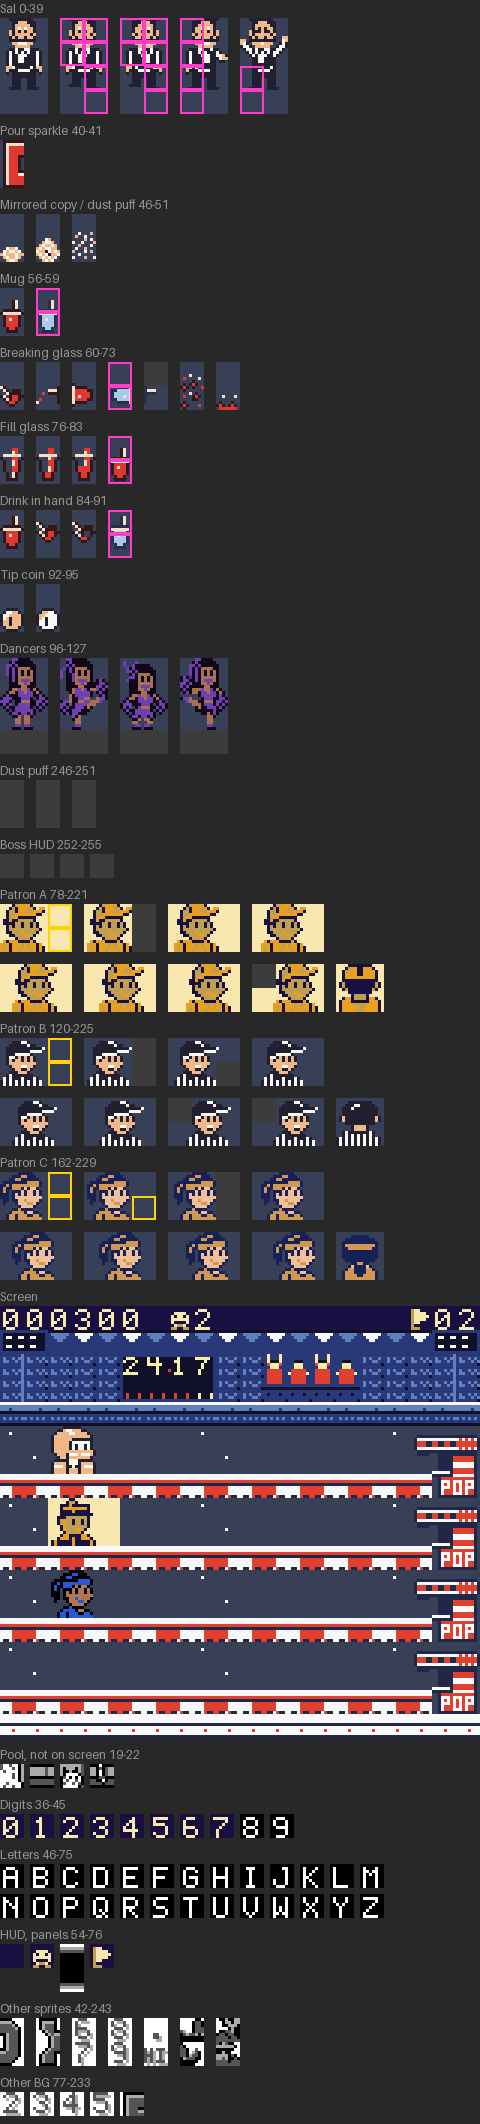 Sal 0-39
Pour sparkle 40-41
Mirrored copy / dust puff 46-51
Mug 56-59
Breaking glass 60-73
Fill glass 76-83
Drink in hand 84-91
Tip coin 92-95
Dancers 96-127
Dust puff 246-251
Boss HUD 252-255
Patron A 78-221
Patron B 120-225
Patron C 162-229
Screen
000300 2 02
2417
POP
POP
POP
POP
Pool, not on screen 19-22
Digits 36-45
0 1 2 3 4 5 6 7 8 9
Letters 46-75
A B C D E F G H I J K L M
N O P Q R S T U V W X Y Z
HUD, panels 54-76
Other sprites 42-243
Other BG 77-233
2 3 4 5